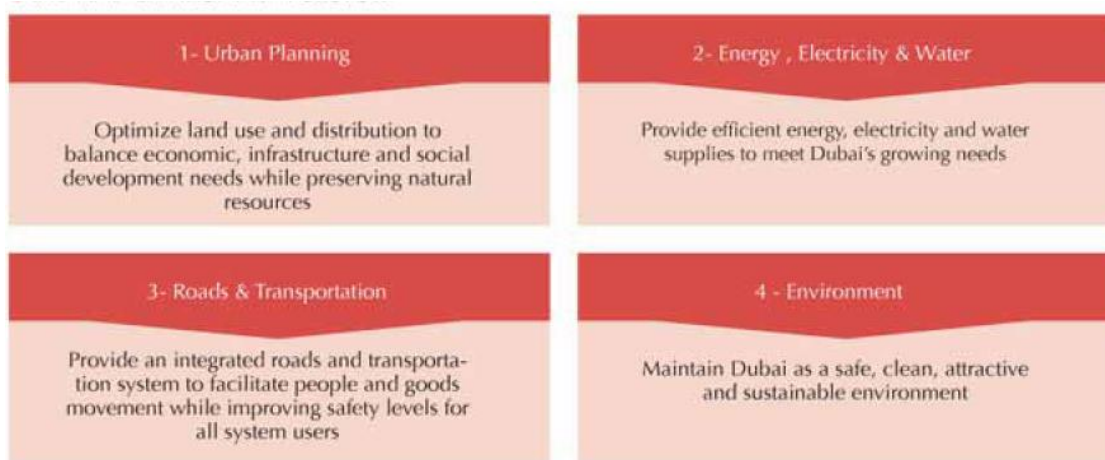 1- Urban Planning
Optimize land use and distribution to
balance economic, infrastructure and social
development needs while preserving natural
resources
2- Energy , Electricity & Water
Provide efficient energy, electricity and water
supplies to meet Dubai's growing needs
3- Roads & Transportation
Provide an integrated roads and transporta-
tion system to facilitate people and goods
movement while improving safety levels for
all system users
4 - Environment
Maintain Dubai as a safe, clean, attractive
and sustainable environment